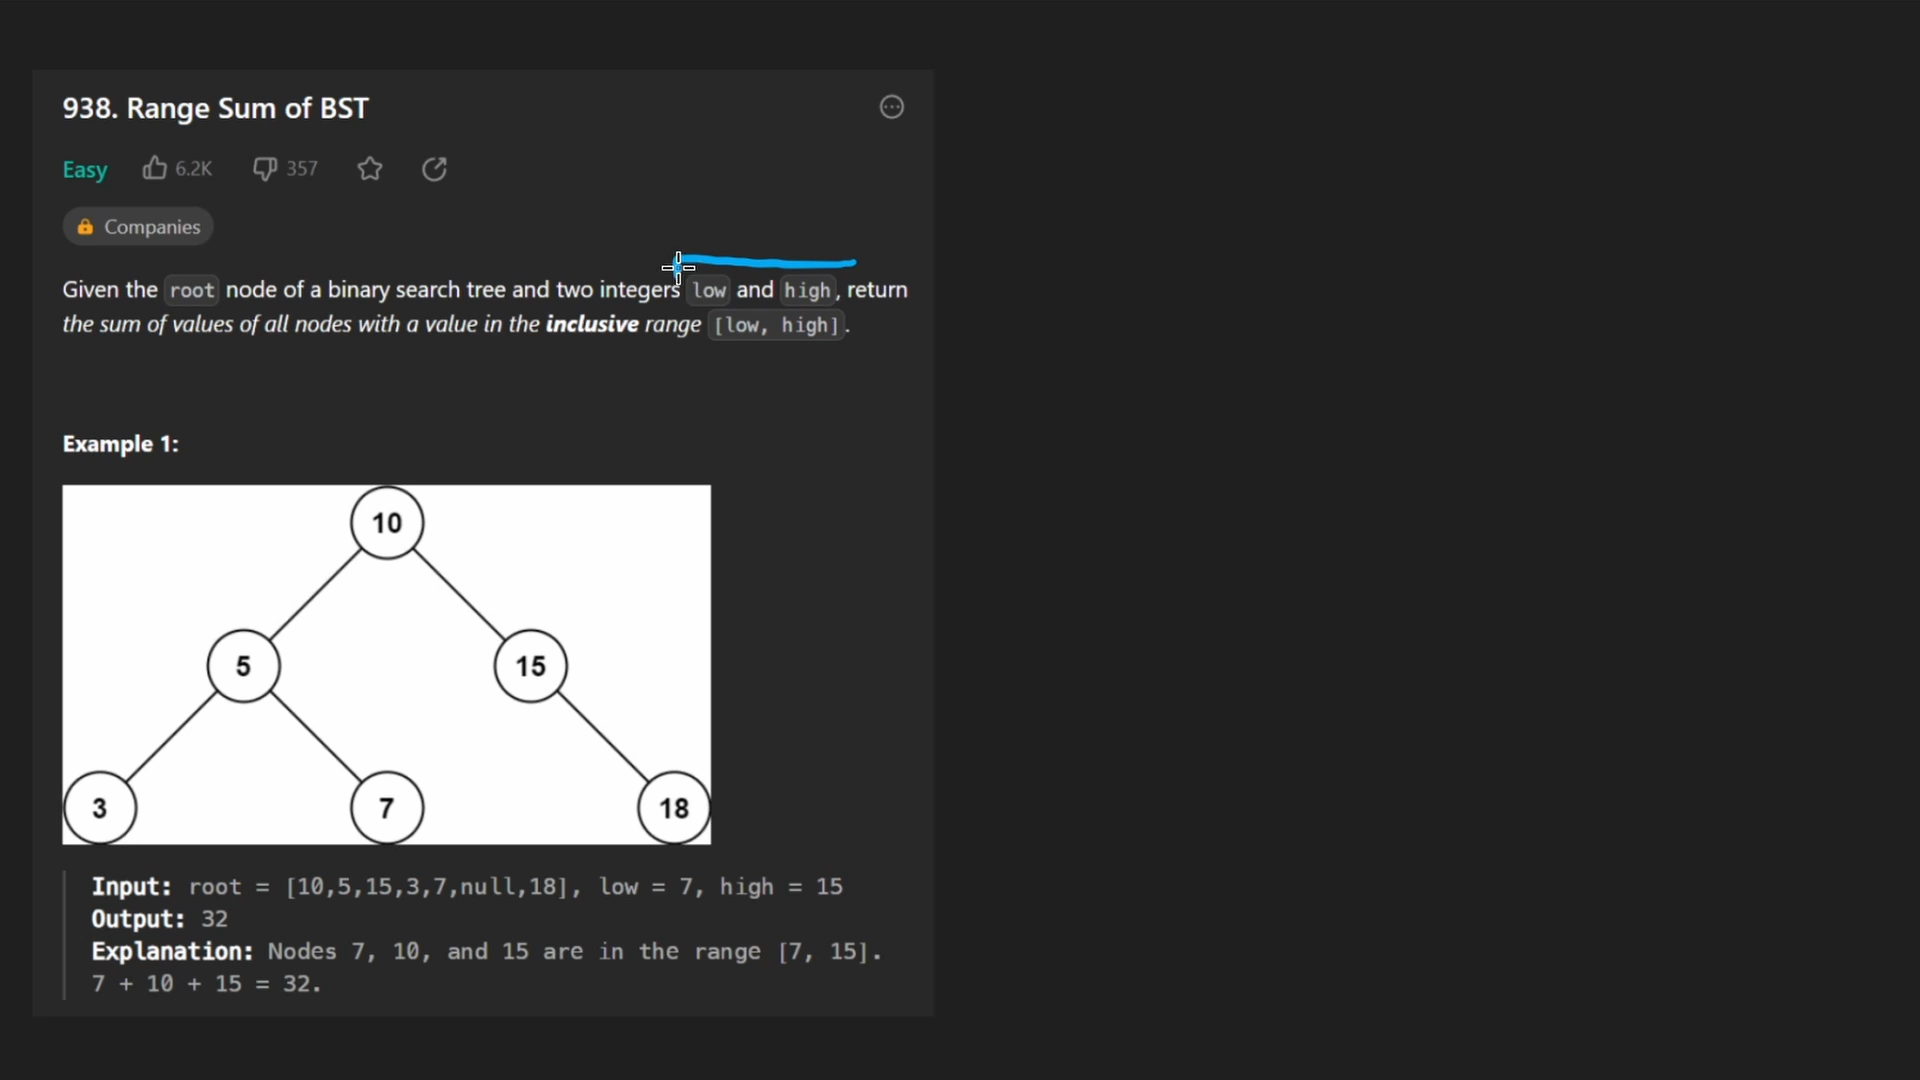 938. Range Sum of BST
Easy 6.2K 357
Companies
Given the root node of a binary search tree and two integers low and high, return
the sum of values of all nodes with a value in the inclusive range [low, high].
Example 1:
10
5 15
3 7 18
Input: root = [10,5,15,3,7,null,18], low = 7, high = 15
Output: 32
Explanation: Nodes 7, 10, and 15 are in the range [7, 15].
7 + 10 + 15 = 32.